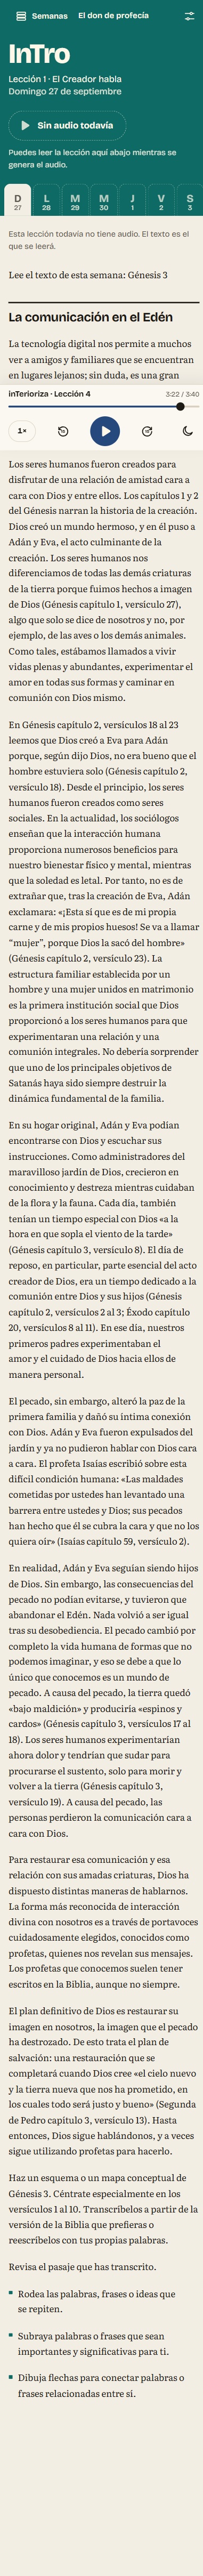 Semanas El don de profecía
InTro
Lección 1 · El Creador habla
Domingo 27 de septiembre
Sin audio todavía
Puedes leer la lección aquí abajo mientras se
genera el audio.
D L M M J V S
27 28 29 30 1 2 3
Esta lección todavía no tiene audio. El texto es el
que se leerá.
Lee el texto de esta semana: Génesis 3
La comunicación en el Edén
La tecnología digital nos permite a muchos
ver a amigos y familiares que se encuentran
en lugares lejanos; sin duda, es una gran
inTerioriza · Lección 4 3:22 / 3:40
1×
Los seres humanos fueron creados para
disfrutar de una relación de amistad cara a
cara con Dios y entre ellos. Los capítulos 1 y 2
del Génesis narran la historia de la creación.
Dios creó un mundo hermoso, y en él puso a
Adán y Eva, el acto culminante de la
creación. Los seres humanos nos
diferenciamos de todas las demás criaturas
de la tierra porque fuimos hechos a imagen
de Dios (Génesis capítulo 1, versículo 27),
algo que solo se dice de nosotros y no, por
ejemplo, de las aves o los demás animales.
Como tales, estábamos llamados a vivir
vidas plenas y abundantes, experimentar el
amor en todas sus formas y caminar en
comunión con Dios mismo.
En Génesis capítulo 2, versículos 18 al 23
leemos que Dios creó a Eva para Adán
porque, según dijo Dios, no era bueno que el
hombre estuviera solo (Génesis capítulo 2,
versículo 18). Desde el principio, los seres
humanos fueron creados como seres
sociales. En la actualidad, los sociólogos
enseñan que la interacción humana
proporciona numerosos beneficios para
nuestro bienestar físico y mental, mientras
que la soledad es letal. Por tanto, no es de
extrañar que, tras la creación de Eva, Adán
exclamara: «¡Esta sí que es de mi propia
carne y de mis propios huesos! Se va a llamar
“mujer”, porque Dios la sacó del hombre»
(Génesis capítulo 2, versículo 23). La
estructura familiar establecida por un
hombre y una mujer unidos en matrimonio
es la primera institución social que Dios
proporcionó a los seres humanos para que
experimentaran una relación y una
comunión integrales. No debería sorprender
que uno de los principales objetivos de
Satanás haya sido siempre destruir la
dinámica fundamental de la familia.
En su hogar original, Adán y Eva podían
encontrarse con Dios y escuchar sus
instrucciones. Como administradores del
maravilloso jardín de Dios, crecieron en
conocimiento y destreza mientras cuidaban
de la flora y la fauna. Cada día, también
tenían un tiempo especial con Dios «a la
hora en que sopla el viento de la tarde»
(Génesis capítulo 3, versículo 8). El día de
reposo, en particular, parte esencial del acto
creador de Dios, era un tiempo dedicado a la
comunión entre Dios y sus hijos (Génesis
capítulo 2, versículos 2 al 3; Éxodo capítulo
20, versículos 8 al 11). En ese día, nuestros
primeros padres experimentaban el
amor y el cuidado de Dios hacia ellos de
manera personal.
El pecado, sin embargo, alteró la paz de la
primera familia y dañó su íntima conexión
con Dios. Adán y Eva fueron expulsados del
jardín y ya no pudieron hablar con Dios cara
a cara. El profeta Isaías escribió sobre esta
difícil condición humana: «Las maldades
cometidas por ustedes han levantado una
barrera entre ustedes y Dios; sus pecados
han hecho que él se cubra la cara y que no los
quiera oír» (Isaías capítulo 59, versículo 2).
En realidad, Adán y Eva seguían siendo hijos
de Dios. Sin embargo, las consecuencias del
pecado no podían evitarse, y tuvieron que
abandonar el Edén. Nada volvió a ser igual
tras su desobediencia. El pecado cambió por
completo la vida humana de formas que no
podemos imaginar, y eso se debe a que lo
único que conocemos es un mundo de
pecado. A causa del pecado, la tierra quedó
«bajo maldición» y produciría «espinos y
cardos» (Génesis capítulo 3, versículos 17 al
18). Los seres humanos experimentarían
ahora dolor y tendrían que sudar para
procurarse el sustento, solo para morir y
volver a la tierra (Génesis capítulo 3,
versículo 19). A causa del pecado, las
personas perdieron la comunicación cara a
cara con Dios.
Para restaurar esa comunicación y esa
relación con sus amadas criaturas, Dios ha
dispuesto distintas maneras de hablarnos.
La forma más reconocida de interacción
divina con nosotros es a través de portavoces
cuidadosamente elegidos, conocidos como
profetas, quienes nos revelan sus mensajes.
Los profetas que conocemos suelen tener
escritos en la Biblia, aunque no siempre.
El plan definitivo de Dios es restaurar su
imagen en nosotros, la imagen que el pecado
ha destrozado. De esto trata el plan de
salvación: una restauración que se
completará cuando Dios cree «el cielo nuevo
y la tierra nueva que nos ha prometido, en
los cuales todo será justo y bueno» (Segunda
de Pedro capítulo 3, versículo 13). Hasta
entonces, Dios sigue hablándonos, y a veces
sigue utilizando profetas para hacerlo.
Haz un esquema o un mapa conceptual de
Génesis 3. Céntrate especialmente en los
versículos 1 al 10. Transcríbelos a partir de la
versión de la Biblia que prefieras o
reescríbelos con tus propias palabras.
Revisa el pasaje que has transcrito.
Rodea las palabras, frases o ideas que
se repiten.
Subraya palabras o frases que sean
importantes y significativas para ti.
Dibuja flechas para conectar palabras o
frases relacionadas entre sí.